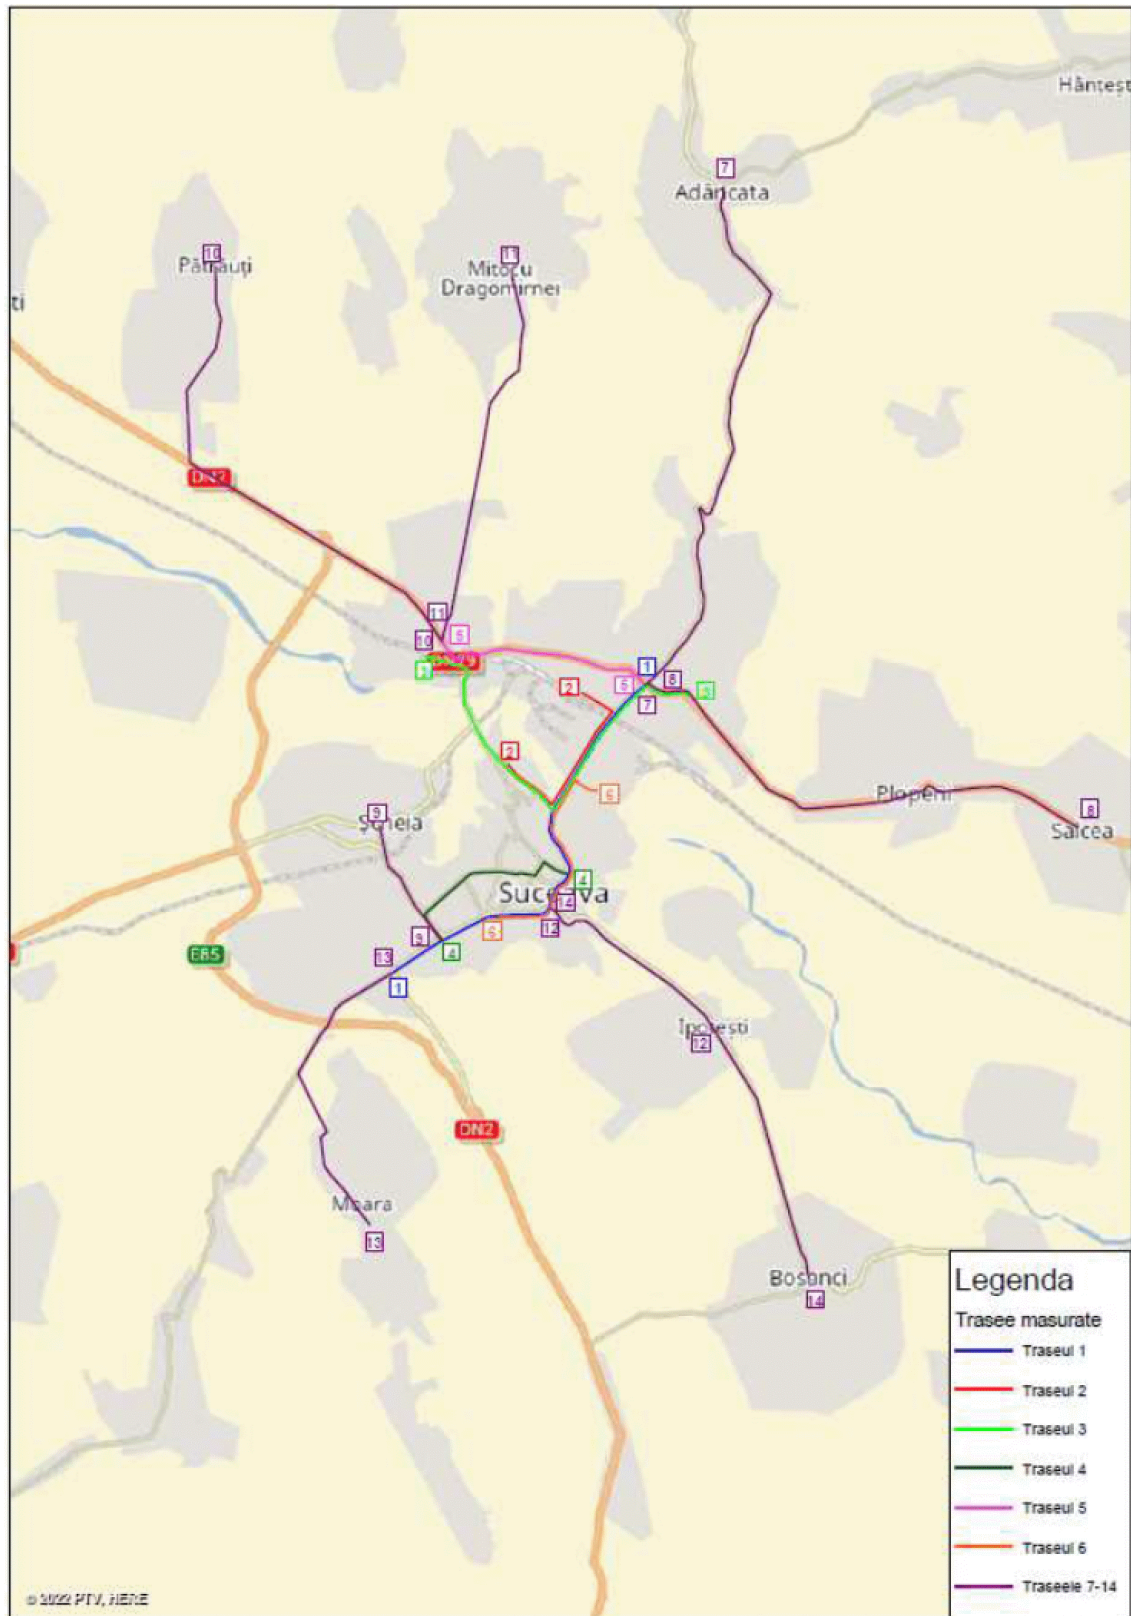 Hântești
7
Adâncata
10
Pătrăuți
11
Mitocu
Dragomirnei
ti
DN2
11
10
5
3
1
8
5
7
3
2
2
6
Plopeni
8
Salcea
9
Șcheia
4
Suceava
14
12
6
9
4
13
1
E85
Ipotești
12
DN2
Moara
13
Bosanci
14
Legenda
Trasee masurate
Traseul 1
Traseul 2
Traseul 3
Traseul 4
Traseul 5
Traseul 6
Traseele 7-14
© 2022 PTV, HERE